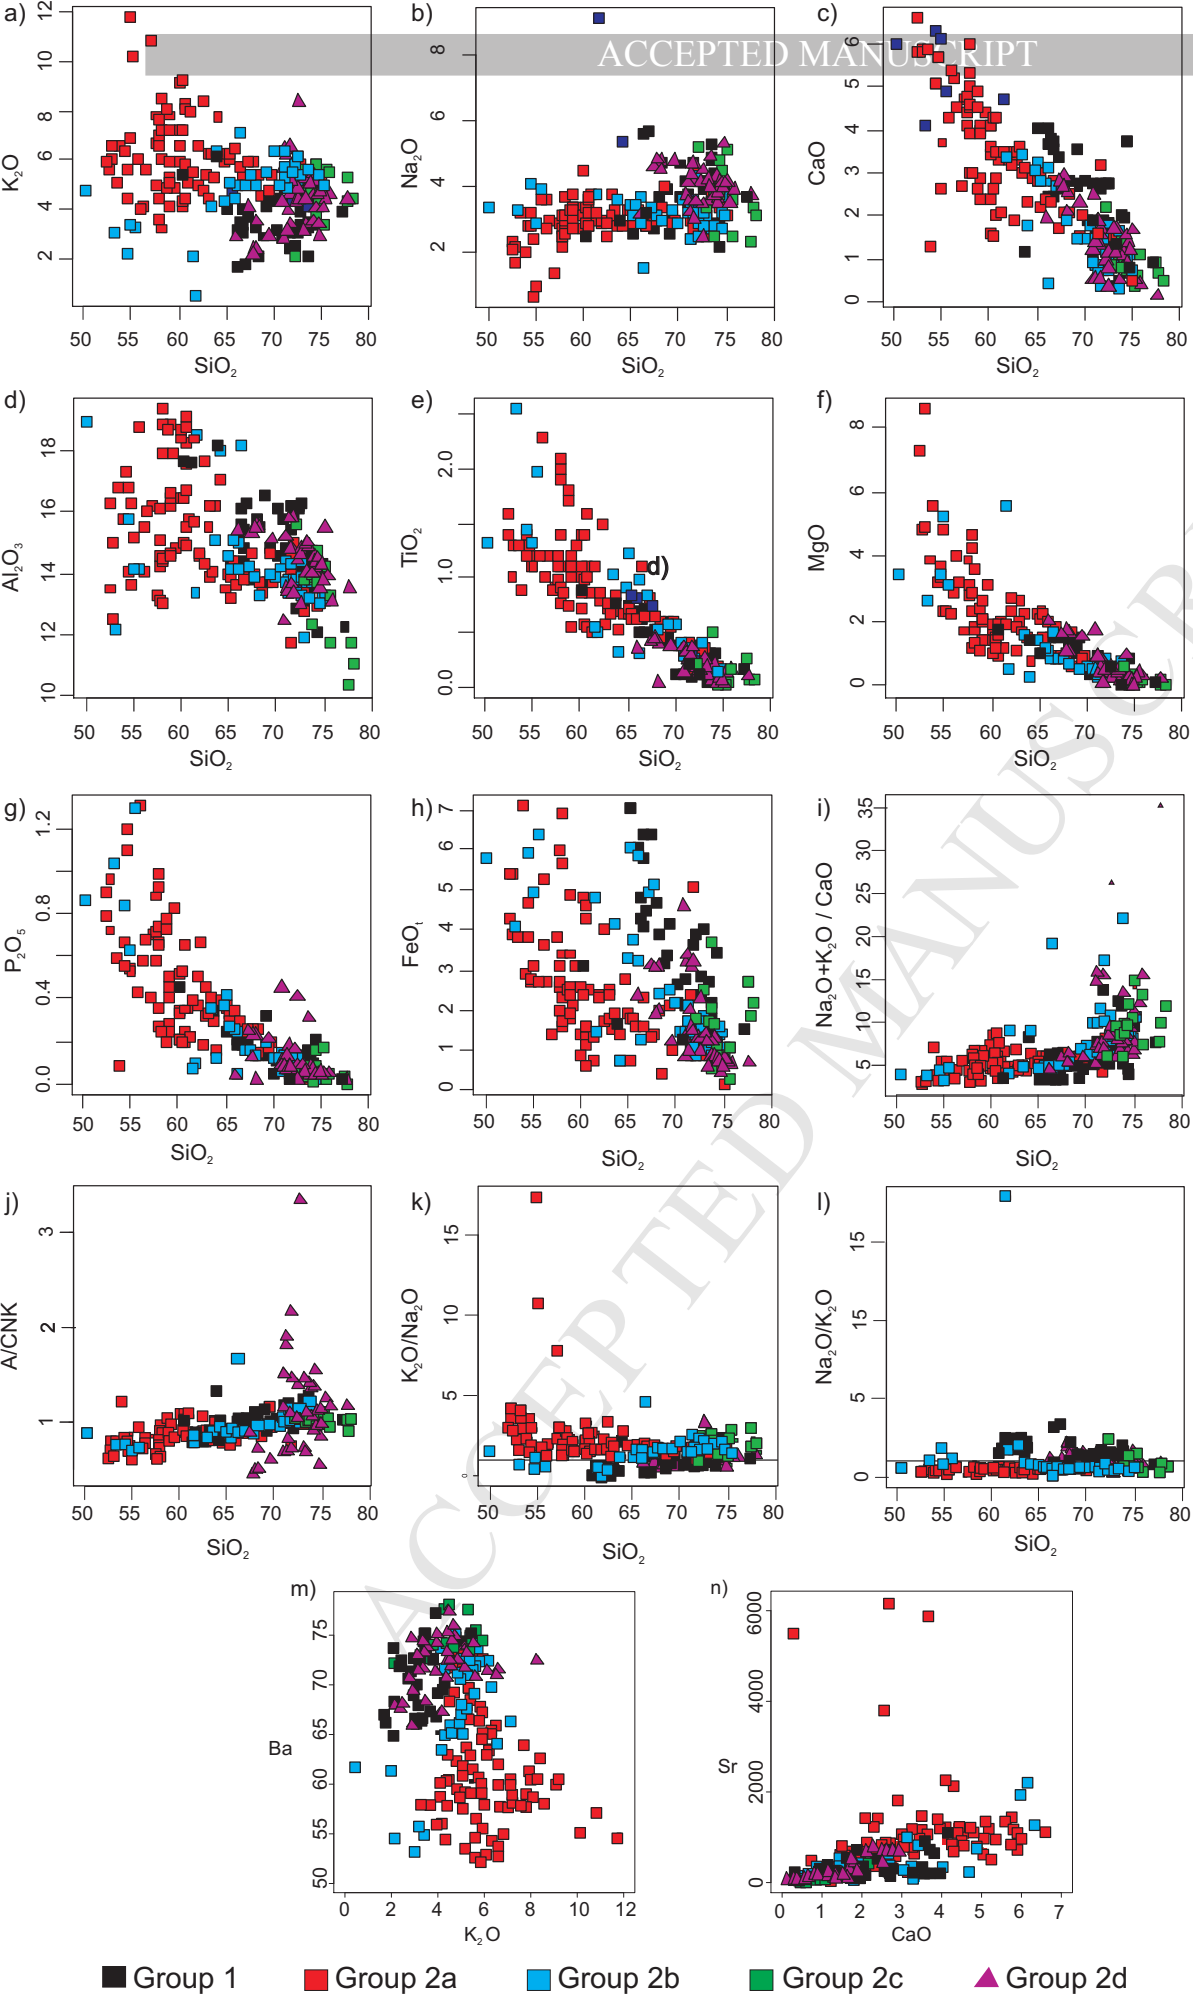 a)
12
10
8
6
4
2
K2O
50 55 60 65 70 75 80
SiO2
b)
8
6
4
2
Na2O
50 55 60 65 70 75 80
SiO2
c)
6
5
4
3
2
1
0
CaO
50 55 60 65 70 75 80
SiO2
ACCEPTED MANUSCRIPT
d)
18
16
14
12
10
Al2O3
50 55 60 65 70 75 80
SiO2
e)
2.0
1.0
0.0
TiO2
d)
50 55 60 65 70 75 80
SiO2
f)
8
6
4
2
0
MgO
50 55 60 65 70 75 80
SiO2
g)
1.2
0.8
0.4
0.0
P2O5
50 55 60 65 70 75 80
SiO2
h)
7
6
5
4
3
2
1
0
FeOt
50 55 60 65 70 75 80
SiO2
i)
35
30
25
20
15
10
5
Na2O+K2O / CaO
50 55 60 65 70 75 80
SiO2
j)
3
2
1
A/CNK
50 55 60 65 70 75 80
SiO2
k)
15
10
5
0
K2O/Na2O
50 55 60 65 70 75 80
SiO2
l)
15
15
5
0
Na2O/K2O
50 55 60 65 70 75 80
SiO2
m)
75
70
65
60
55
50
Ba
0 2 4 6 8 10 12
K2O
n)
6000
4000
2000
0
Sr
0 1 2 3 4 5 6 7
CaO
Group 1 Group 2a Group 2b Group 2c Group 2d
ACCEPTED MANUSCRIPT